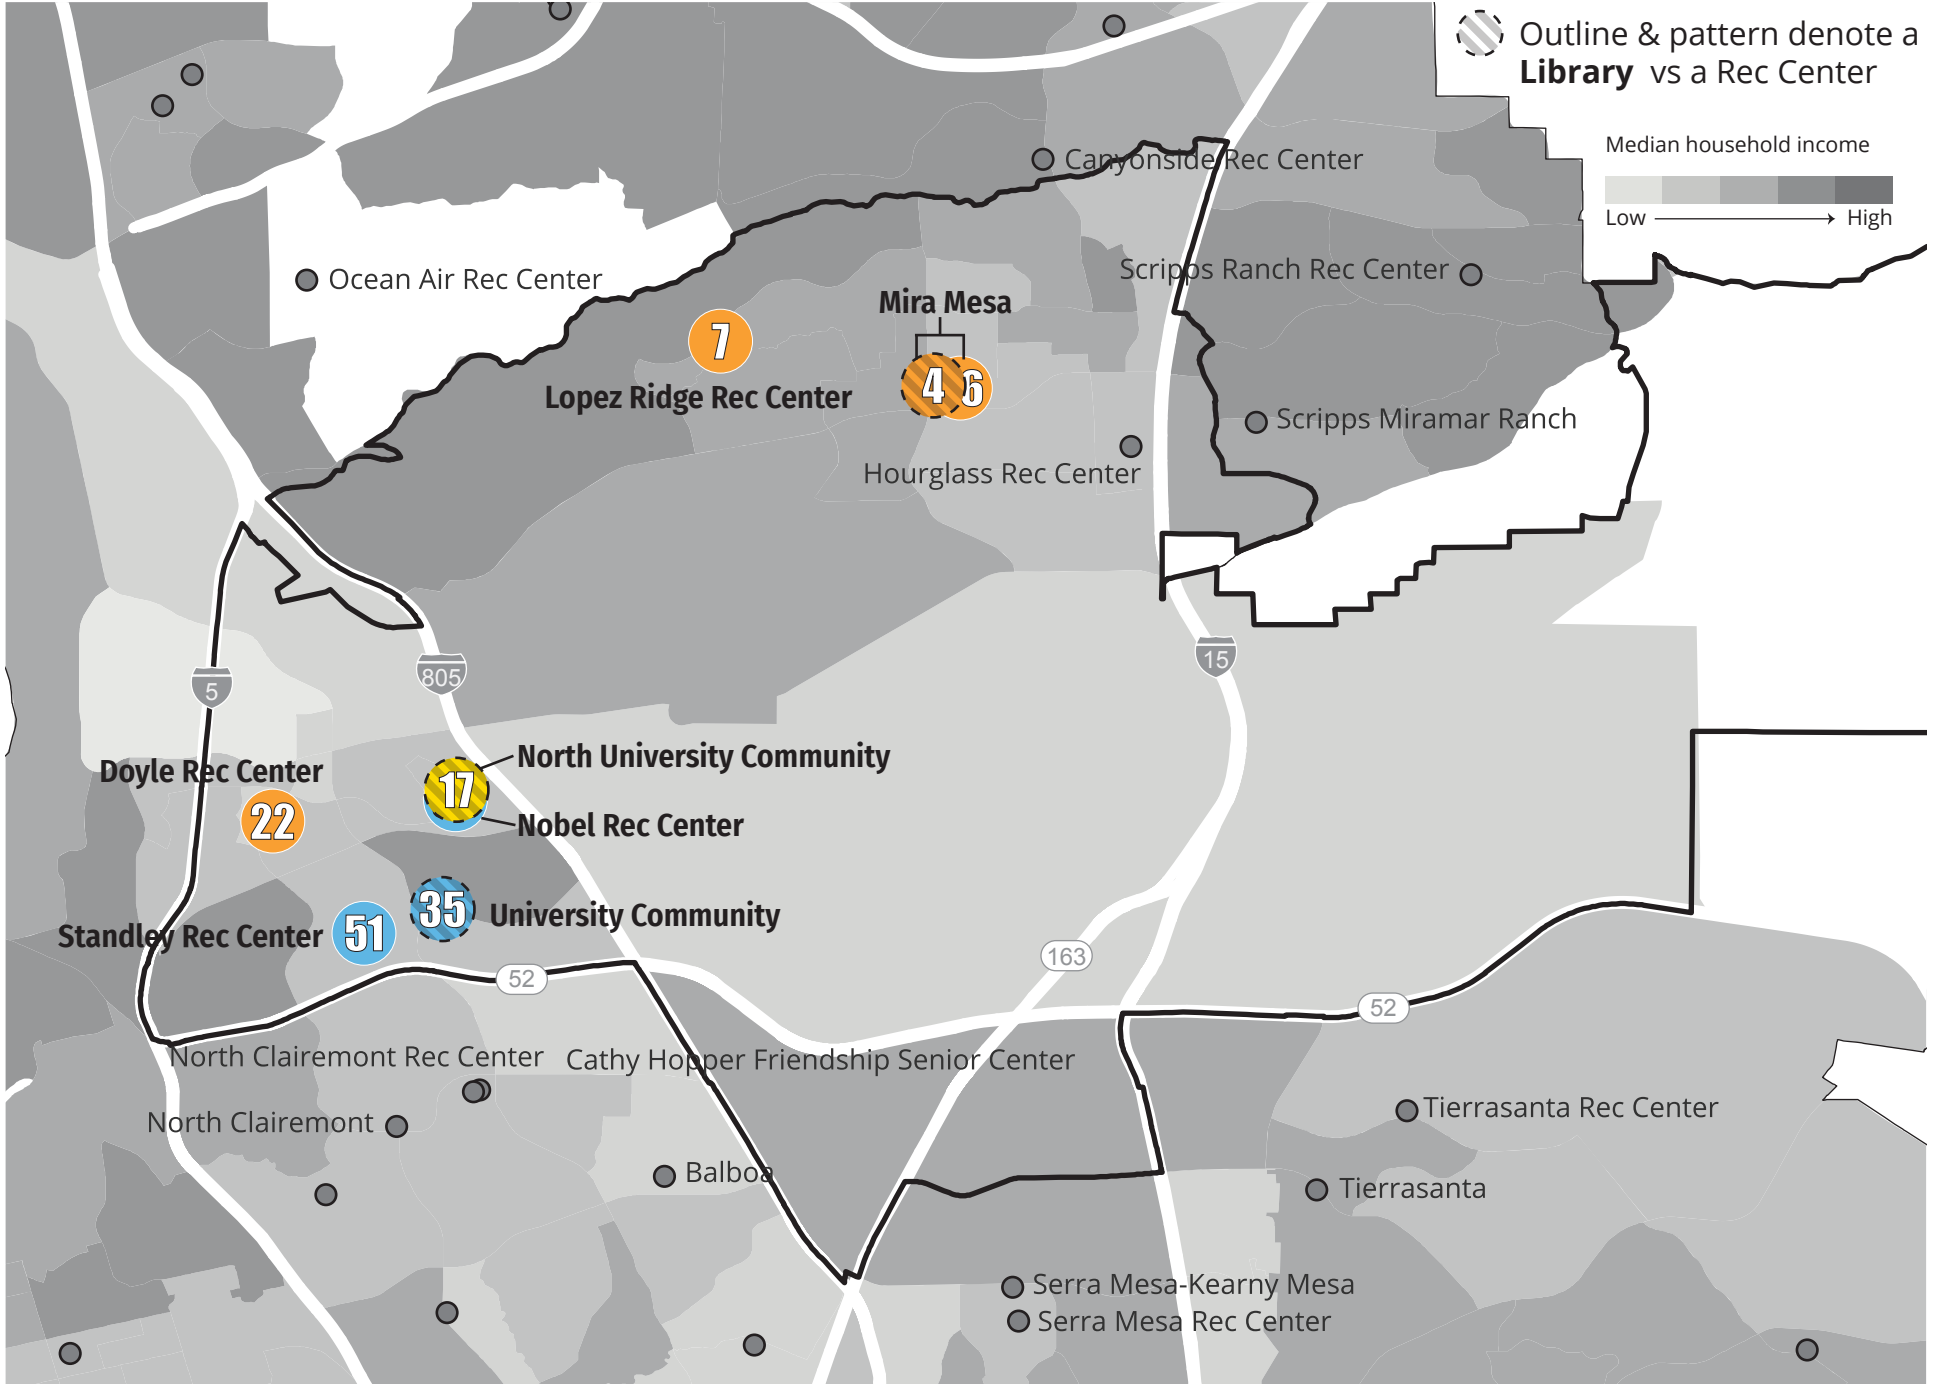 Outline & pattern denote a
Library vs a Rec Center
Median household income
Low
High
Canyonside Rec Center
Scripps Ranch Rec Center
Ocean Air Rec Center
Mira Mesa
7
4
6
Lopez Ridge Rec Center
Scripps Miramar Ranch
Hourglass Rec Center
15
805
5
North University Community
Doyle Rec Center
17
22
Nobel Rec Center
35
University Community
51
Standley Rec Center
163
52
52
North Clairemont Rec Center
Cathy Hopper Friendship Senior Center
North Clairemont
Tierrasanta Rec Center
Balboa
Tierrasanta
Serra Mesa-Kearny Mesa
Serra Mesa Rec Center